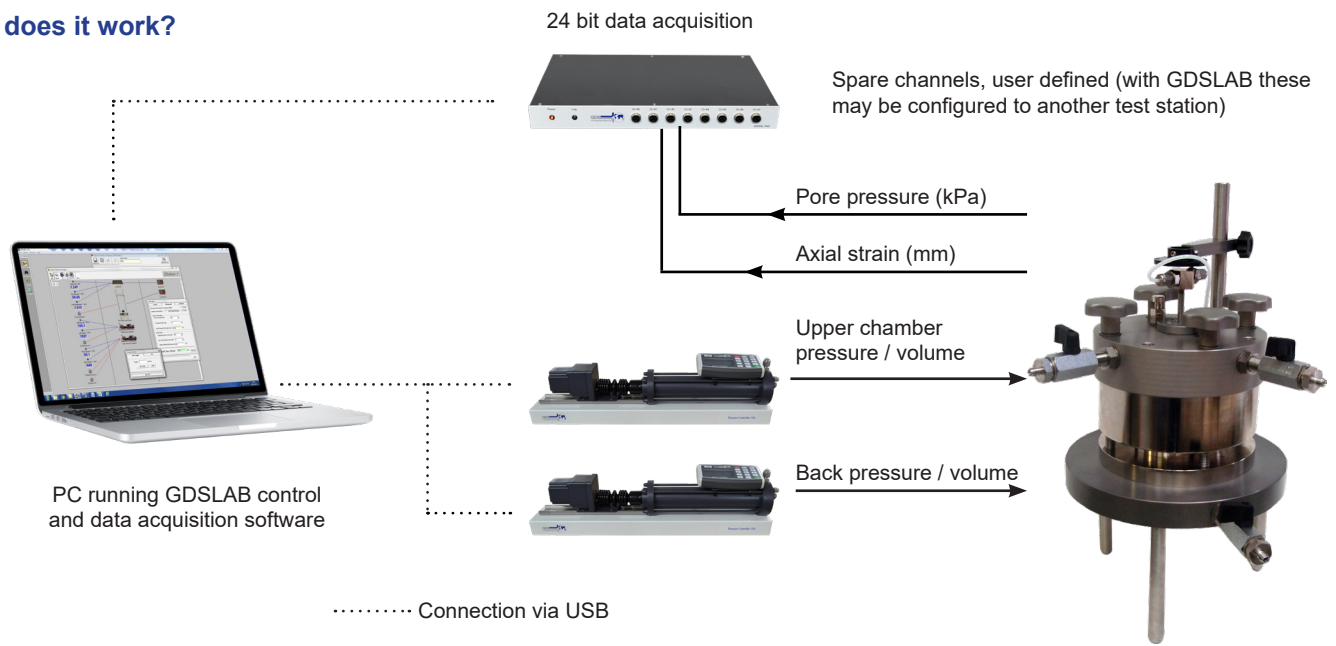 does it work?
24 bit data acquisition
Spare channels, user defined (with GDSLAB these
may be configured to another test station)
Pore pressure (kPa)
Axial strain (mm)
Upper chamber
pressure / volume
Back pressure / volume
PC running GDSLAB control
and data acquisition software
Connection via USB